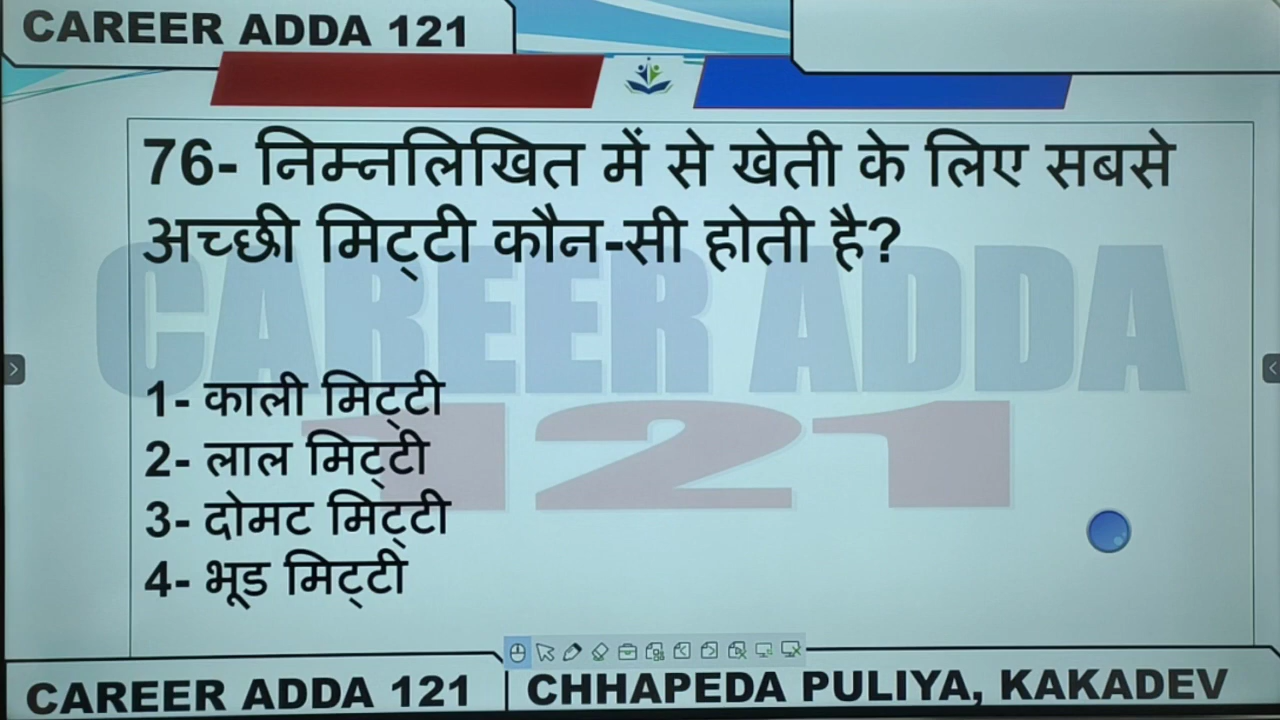 CAREER ADDA 121
76- निम्नलिखित में से खेती के लिए सबसे
अच्छी मिट्टी कौन-सी होती है?
CAREER ADDA
121
1- काली मिट्टी
2- लाल मिट्टी
3- दोमट मिट्टी
4- भूड मिट्टी
CAREER ADDA 121
CHHAPEDA PULIYA, KAKADEV